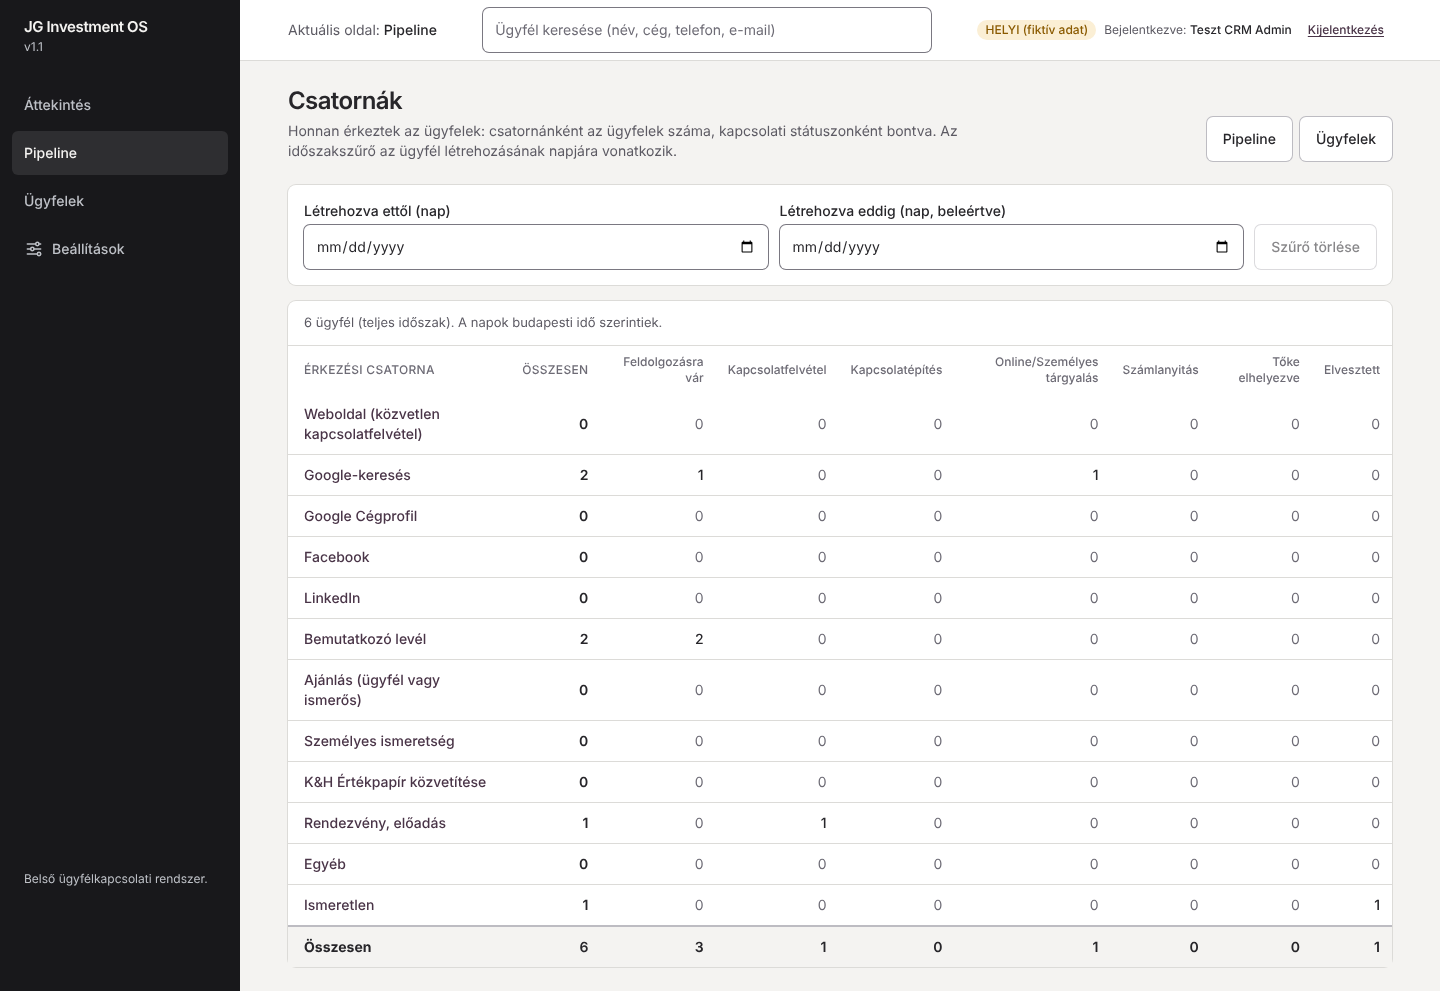 JG Investment OS
v1.1
Áttekintés
Pipeline
Ügyfelek
Beállítások
Belső ügyfélkapcsolati rendszer.
Aktuális oldal: Pipeline
Ügyfél keresése (név, cég, telefon, e-mail)
HELYI (fiktív adat)
Bejelentkezve: Teszt CRM Admin
Kijelentkezés
Csatornák
Honnan érkeztek az ügyfelek: csatornánként az ügyfelek száma, kapcsolati státuszonként bontva. Az
időszakszűrő az ügyfél létrehozásának napjára vonatkozik.
Pipeline
Ügyfelek
Létrehozva ettől (nap)
mm/dd/yyyy
Létrehozva eddig (nap, beleértve)
mm/dd/yyyy
Szűrő törlése
6 ügyfél (teljes időszak). A napok budapesti idő szerintiek.
ÉRKEZÉSI CSATORNA ÖSSZESEN Feldolgozásra vár Kapcsolatfelvétel Kapcsolatépítés Online/Személyes tárgyalás Számlanyitás Tőke elhelyezve Elvesztett
Weboldal (közvetlen
kapcsolatfelvétel) 0 0 0 0 0 0 0 0
Google-keresés 2 1 0 0 1 0 0 0
Google Cégprofil 0 0 0 0 0 0 0 0
Facebook 0 0 0 0 0 0 0 0
LinkedIn 0 0 0 0 0 0 0 0
Bemutatkozó levél 2 2 0 0 0 0 0 0
Ajánlás (ügyfél vagy
ismerős) 0 0 0 0 0 0 0 0
Személyes ismeretség 0 0 0 0 0 0 0 0
K&H Értékpapír közvetítése 0 0 0 0 0 0 0 0
Rendezvény, előadás 1 0 1 0 0 0 0 0
Egyéb 0 0 0 0 0 0 0 0
Ismeretlen 1 0 0 0 0 0 0 1
Összesen 6 3 1 0 1 0 0 1